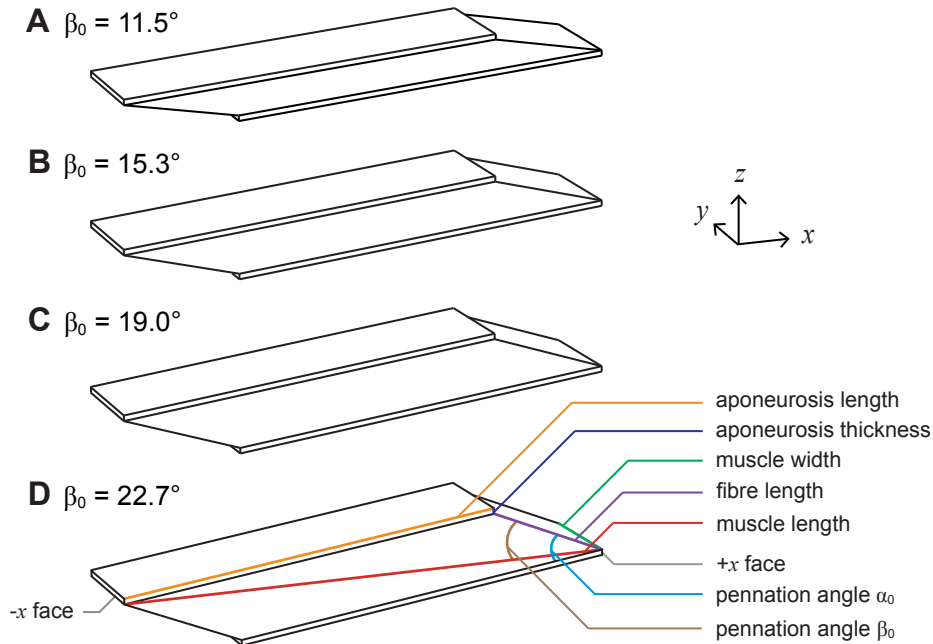 A β₀ = 11.5°
B β₀ = 15.3°
z
y
x
C β₀ = 19.0°
aponeurosis length
aponeurosis thickness
muscle width
D β₀ = 22.7°
fibre length
muscle length
+x face
-x face
pennation angle α₀
pennation angle β₀